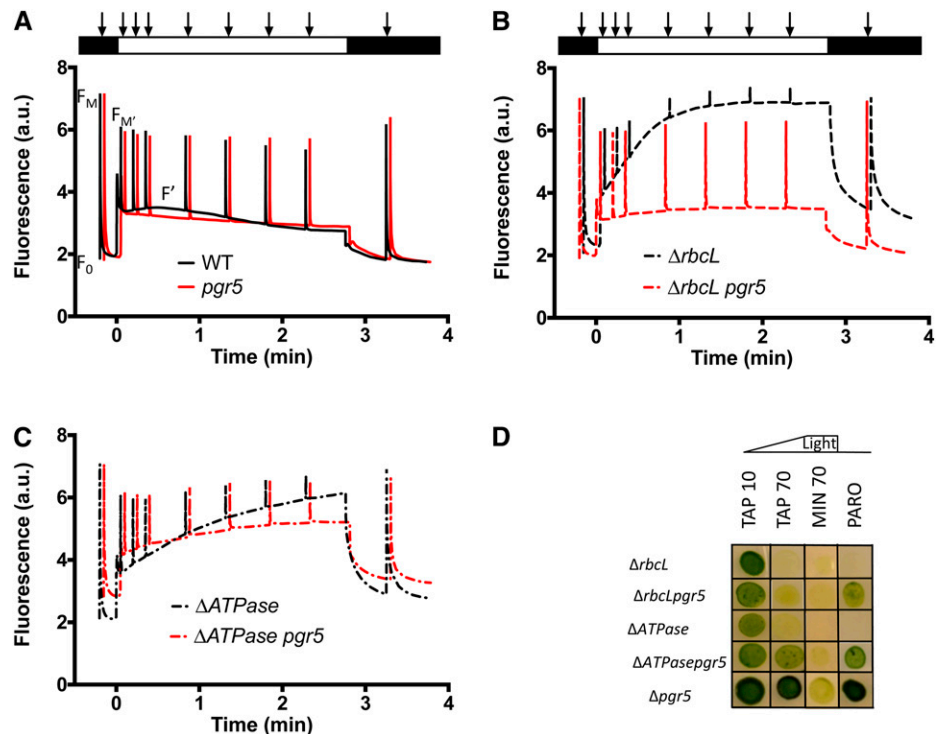 A
8
6
4
2
0
Fluorescence (a.u.)
FM
FM'
F'
F0
WT
pgr5
0 1 2 3 4
Time (min)
B
8
6
4
2
0
Fluorescence (a.u.)
ΔrbcL
ΔrbcL pgr5
0 1 2 3 4
Time (min)
C
8
6
4
2
0
Fluorescence (a.u.)
ΔATPase
ΔATPase pgr5
0 1 2 3 4
Time (min)
D
Light
TAP 10
TAP 70
MIN 70
PARO
ΔrbcL
ΔrbcLpgr5
ΔATPase
ΔATPasepgr5
Δpgr5